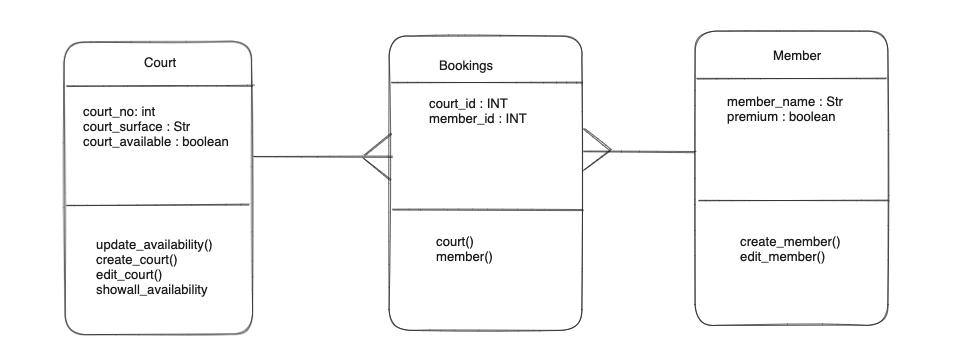 Court
court_no: int
court_surface : Str
court_available : boolean
update_availability()
create_court()
edit_court()
showall_availability
Bookings
court_id : INT
member_id : INT
court()
member()
Member
member_name : Str
premium : boolean
create_member()
edit_member()